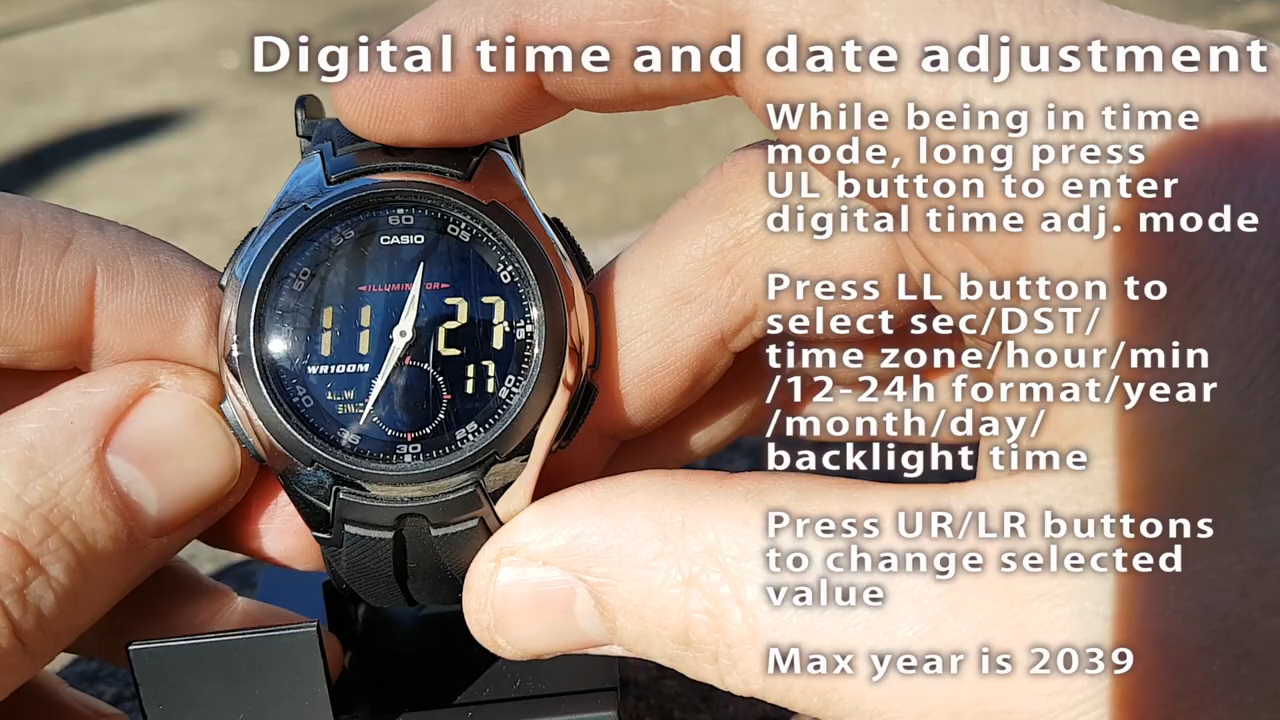 Digital time and date adjustment
While being in time
mode, long press
UL button to enter
digital time adj. mode
Press LL button to
select sec/DST/
time zone/hour/min
/12-24h format/year
/month/day/
backlight time
Press UR/LR buttons
to change selected
value
Max year is 2039
60
55
05
CASIO
50
10
11
27
15
WR100M
17
40
20
35
25
30